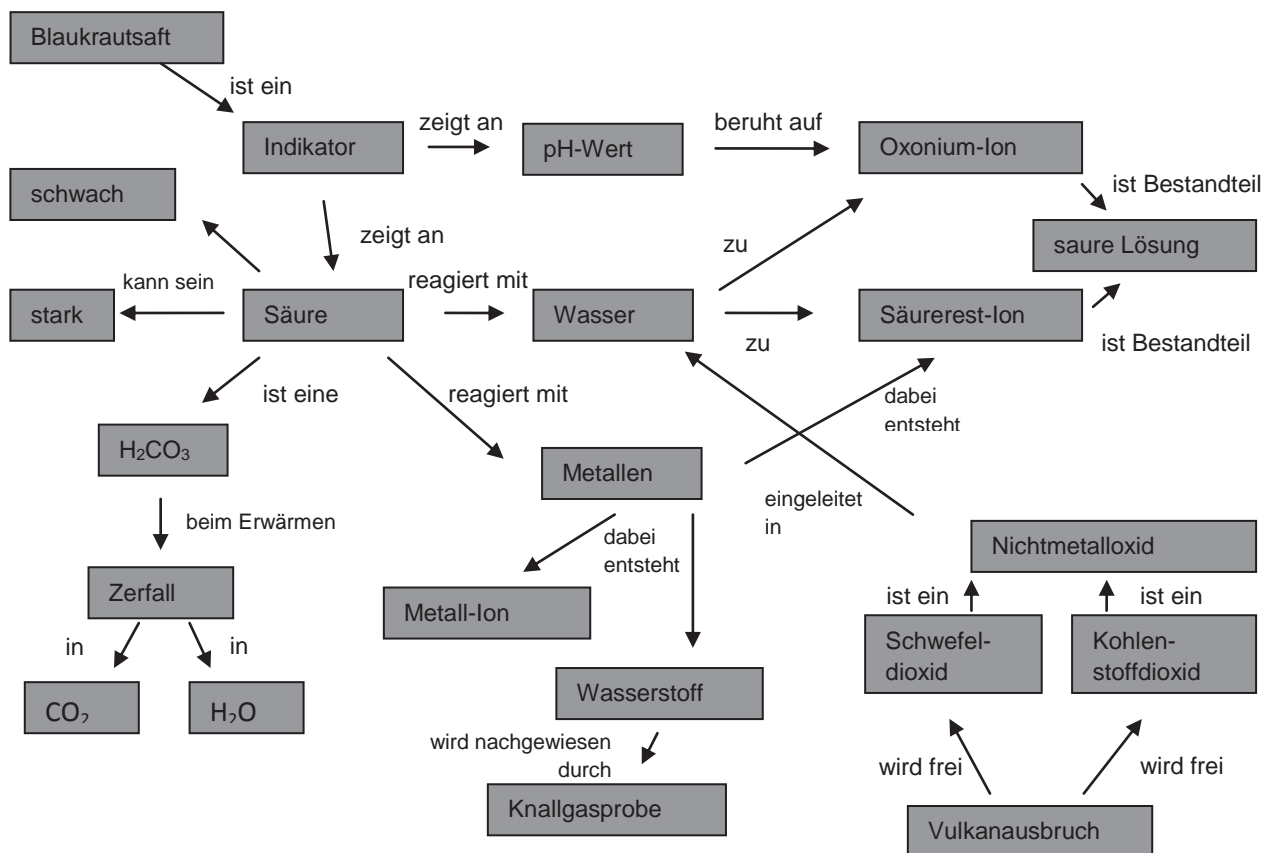 Blaukrautsaft
ist ein
Indikator
zeigt an
pH-Wert
beruht auf
Oxonium-Ion
ist Bestandteil
schwach
zeigt an
zu
saure Lösung
kann sein
reagiert mit
stark
Säure
Wasser
Säurerest-Ion
zu
ist Bestandteil
ist eine
reagiert mit
dabei
entsteht
H₂CO₃
Metallen
eingeleitet
in
beim Erwärmen
dabei
entsteht
Nichtmetalloxid
Zerfall
Metall-Ion
ist ein
ist ein
in
in
Schwefel-
dioxid
Kohlen-
stoffdioxid
CO₂
H₂O
Wasserstoff
wird nachgewiesen
durch
wird frei
wird frei
Knallgasprobe
Vulkanausbruch